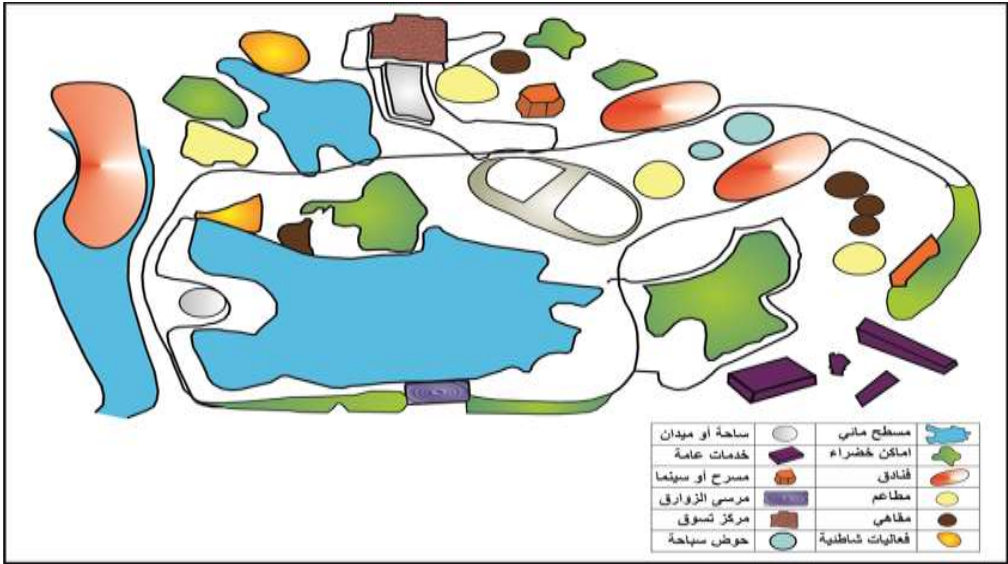 مسطح مائي ساحة أو ميدان
اماكن خضراء خدمات عامة
فنادق مسرح أو سينما
مطاعم مرسى الزوارق
مقاهي مركز تسوق
فعاليات شاطئية حوض سباحة